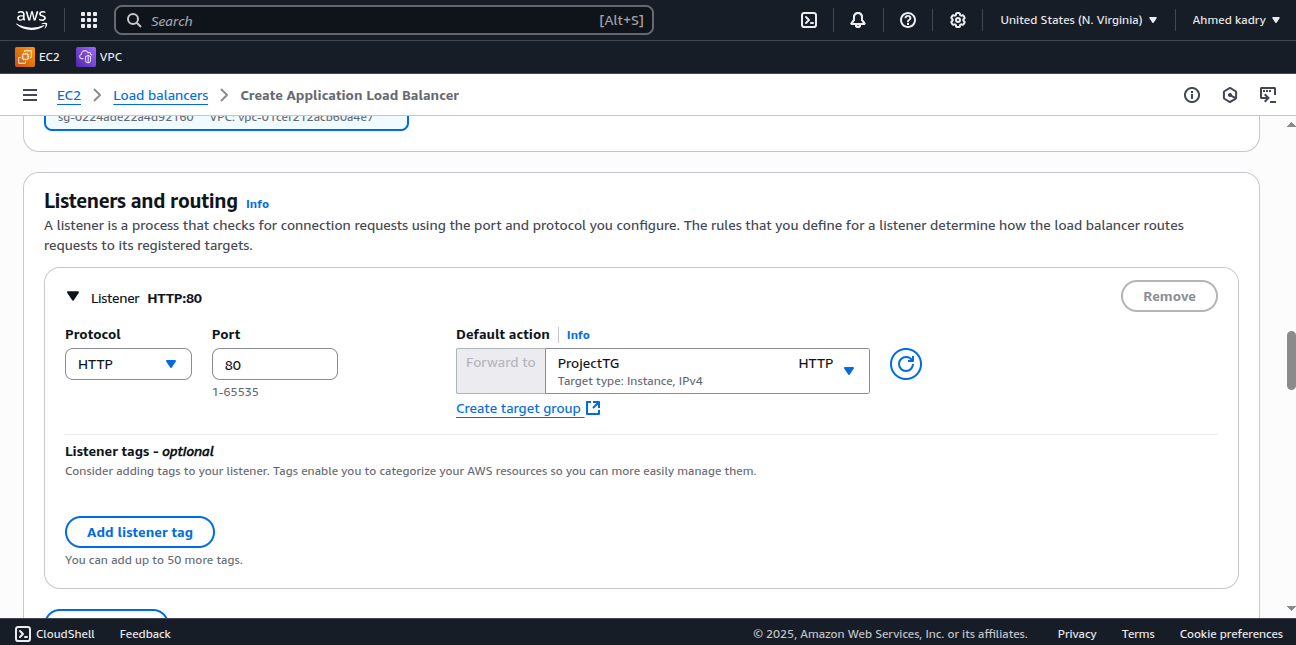 aws
Search [Alt+S]
United States (N. Virginia)
Ahmed kadry
EC2 VPC
EC2 > Load balancers > Create Application Load Balancer
Listeners and routing Info
A listener is a process that checks for connection requests using the port and protocol you configure. The rules that you define for a listener determine how the load balancer routes
requests to its registered targets.
Listener HTTP:80
Remove
Protocol Port Default action Info
HTTP 80 Forward to ProjectTG HTTP
Target type: Instance, IPv4
1-65535
Create target group
Listener tags - optional
Consider adding tags to your listener. Tags enable you to categorize your AWS resources so you can more easily manage them.
Add listener tag
You can add up to 50 more tags.
CloudShell Feedback © 2025, Amazon Web Services, Inc. or its affiliates. Privacy Terms Cookie preferences